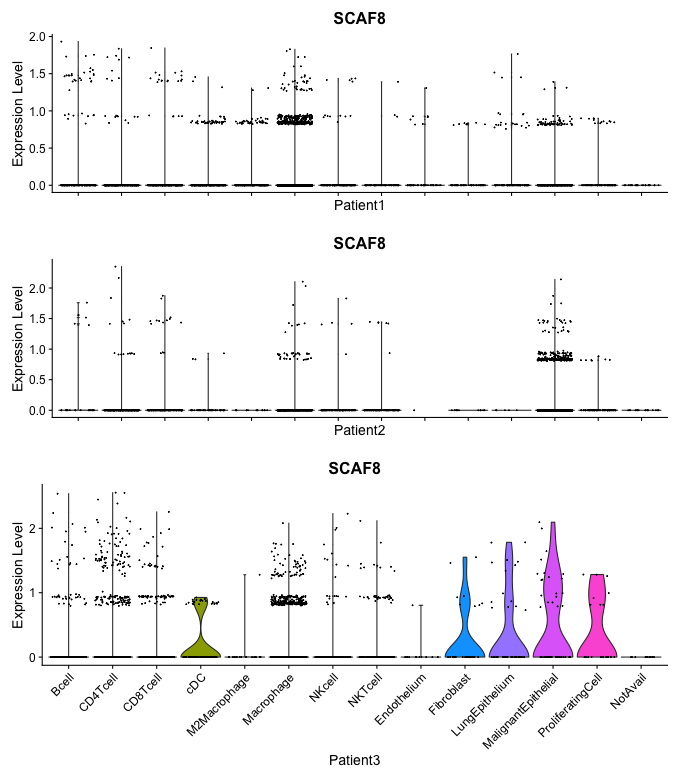 SCAF8
Expression Level
2.0
1.5
1.0
0.5
0.0
Patient1
SCAF8
Expression Level
2.0
1.5
1.0
0.5
0.0
Patient2
SCAF8
Expression Level
2
1
0
Bcell
CD4Tcell
CD8Tcell
cDC
M2Macrophage
Macrophage
NKcell
NKTcell
Endothelium
Fibroblast
LungEpithelium
MalignantEpithelial
ProliferatingCell
NotAvail
Patient3